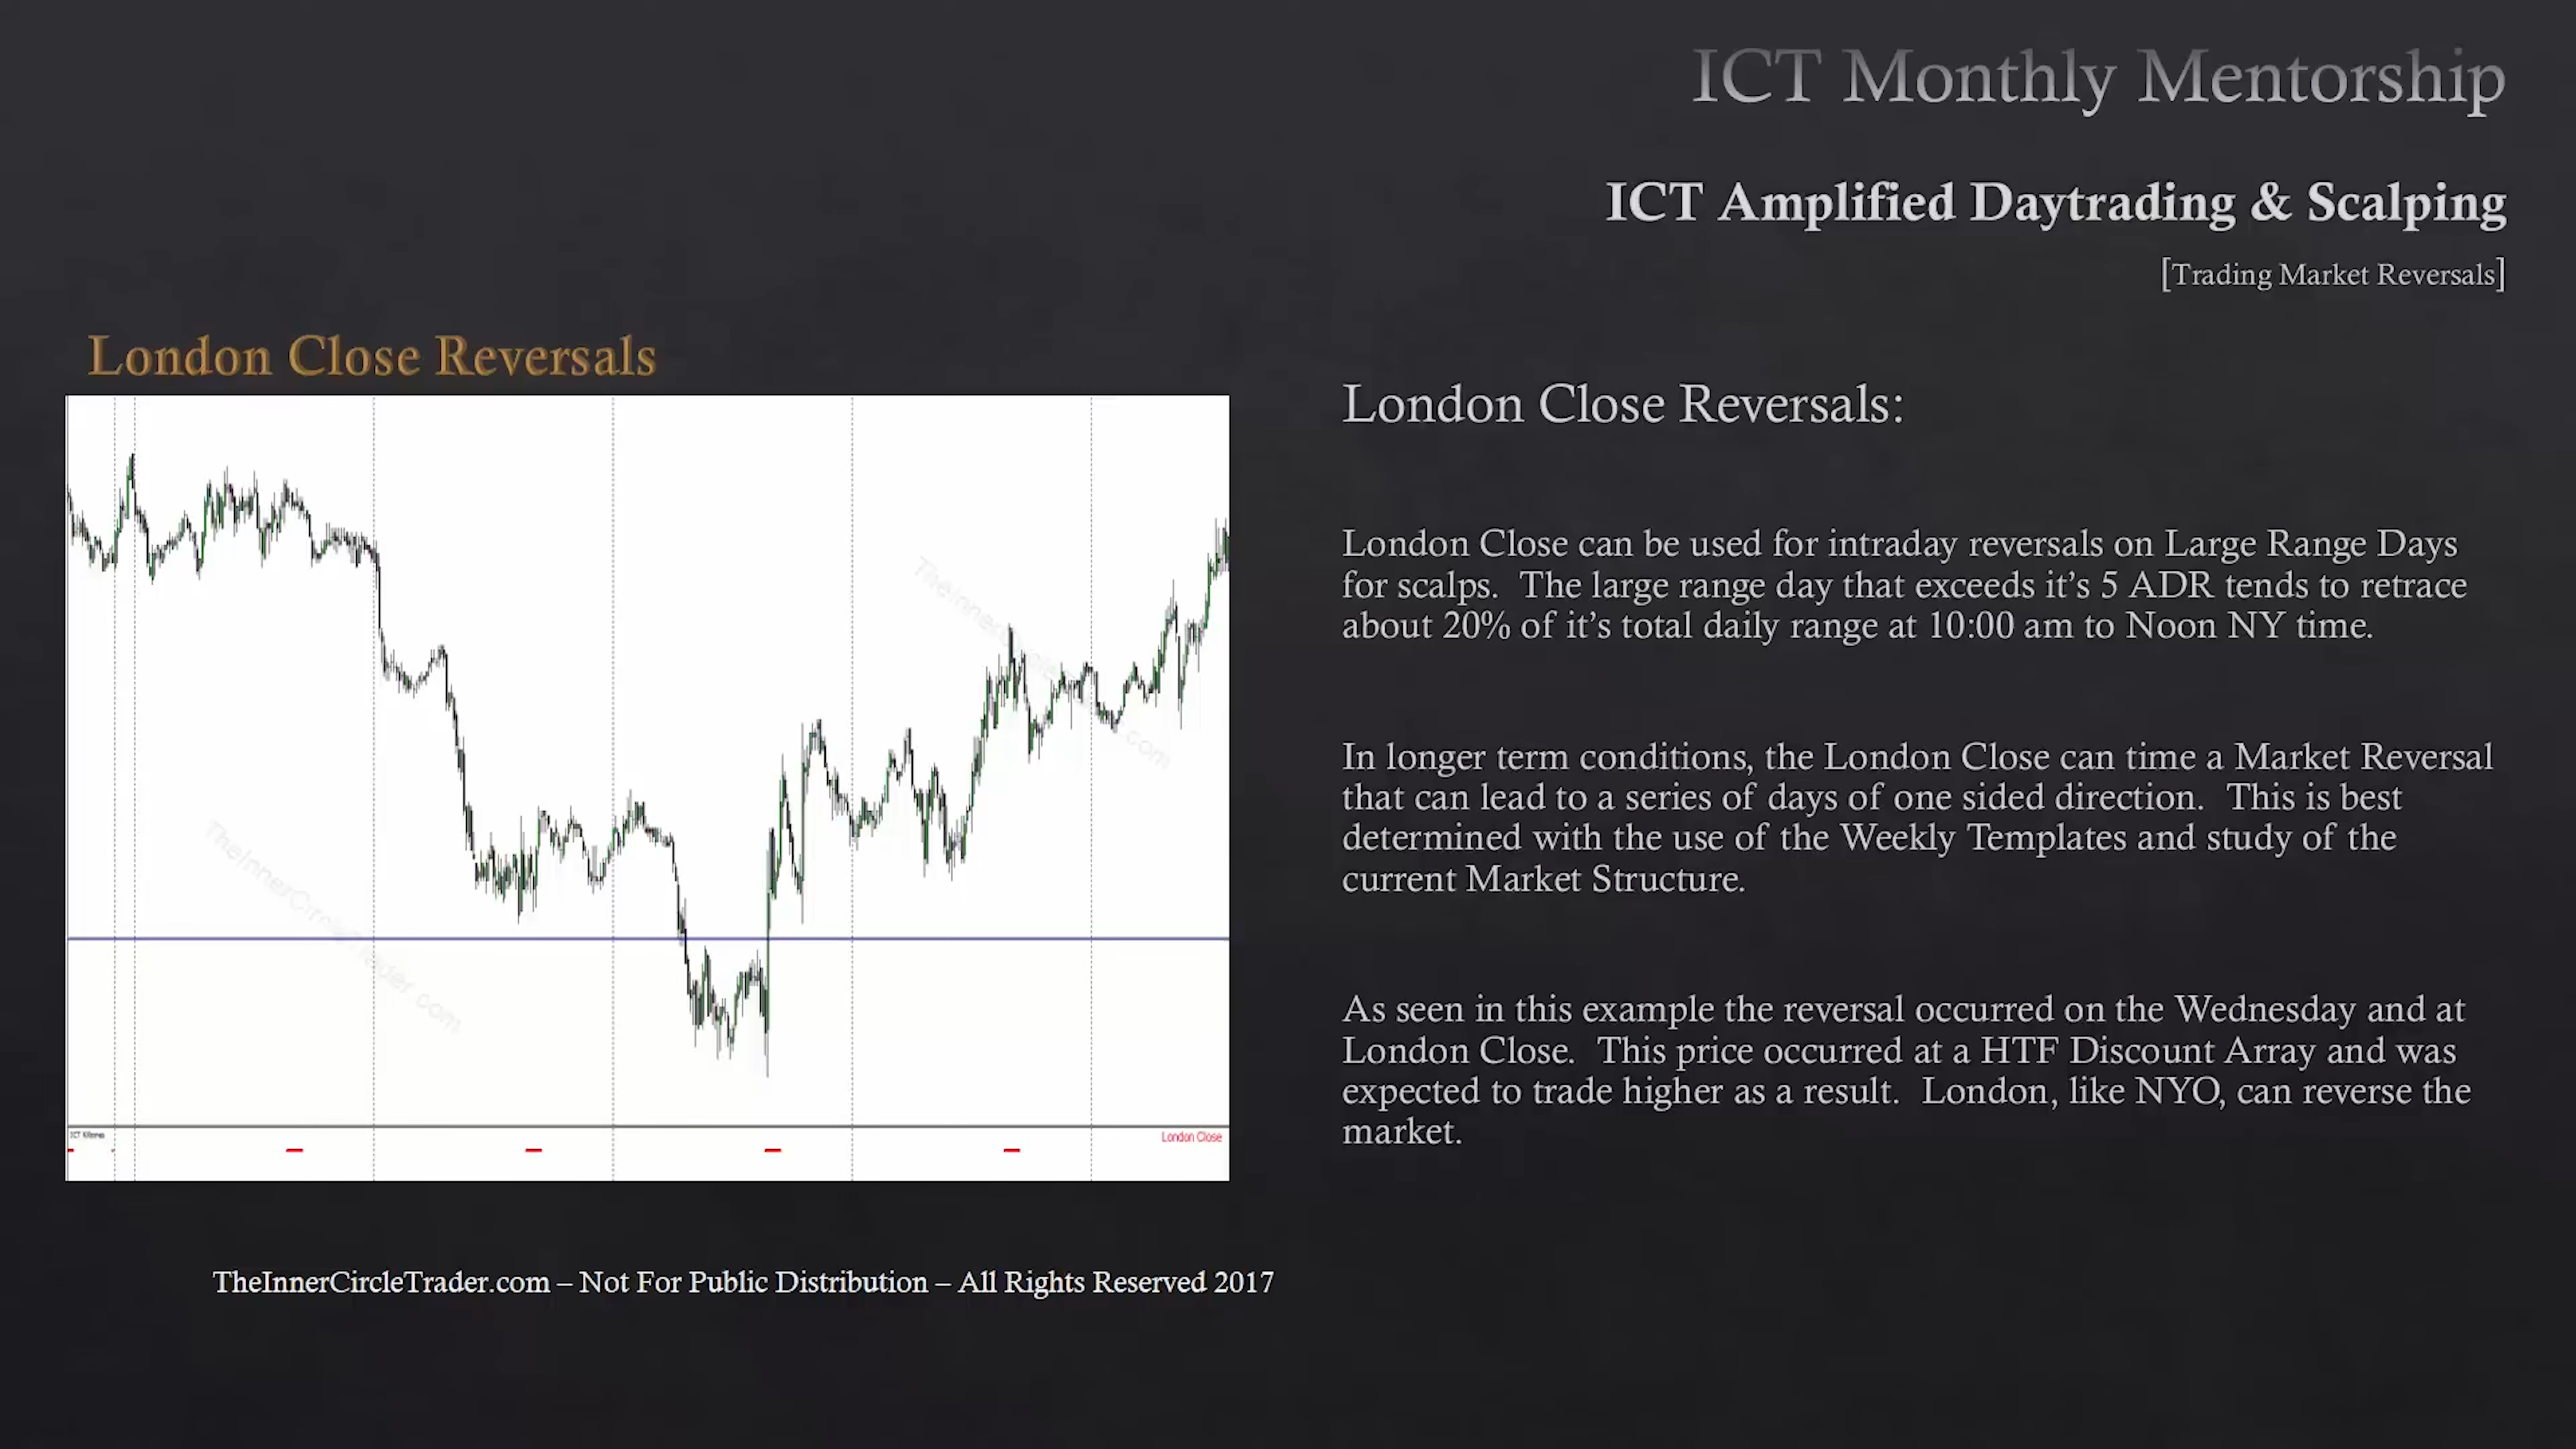 ICT Monthly Mentorship
ICT Amplified Daytrading & Scalping
[Trading Market Reversals]
London Close Reversals
TheInnerCircleTrader.com
TheInnerCircleTrader.com
London Close
London Close Reversals:
London Close can be used for intraday reversals on Large Range Days
for scalps.  The large range day that exceeds it’s 5 ADR tends to retrace
about 20% of it’s total daily range at 10:00 am to Noon NY time.
In longer term conditions, the London Close can time a Market Reversal
that can lead to a series of days of one sided direction.  This is best
determined with the use of the Weekly Templates and study of the
current Market Structure.
As seen in this example the reversal occurred on the Wednesday and at
London Close.  This price occurred at a HTF Discount Array and was
expected to trade higher as a result.  London, like NYO, can reverse the
market.
TheInnerCircleTrader.com – Not For Public Distribution – All Rights Reserved 2017